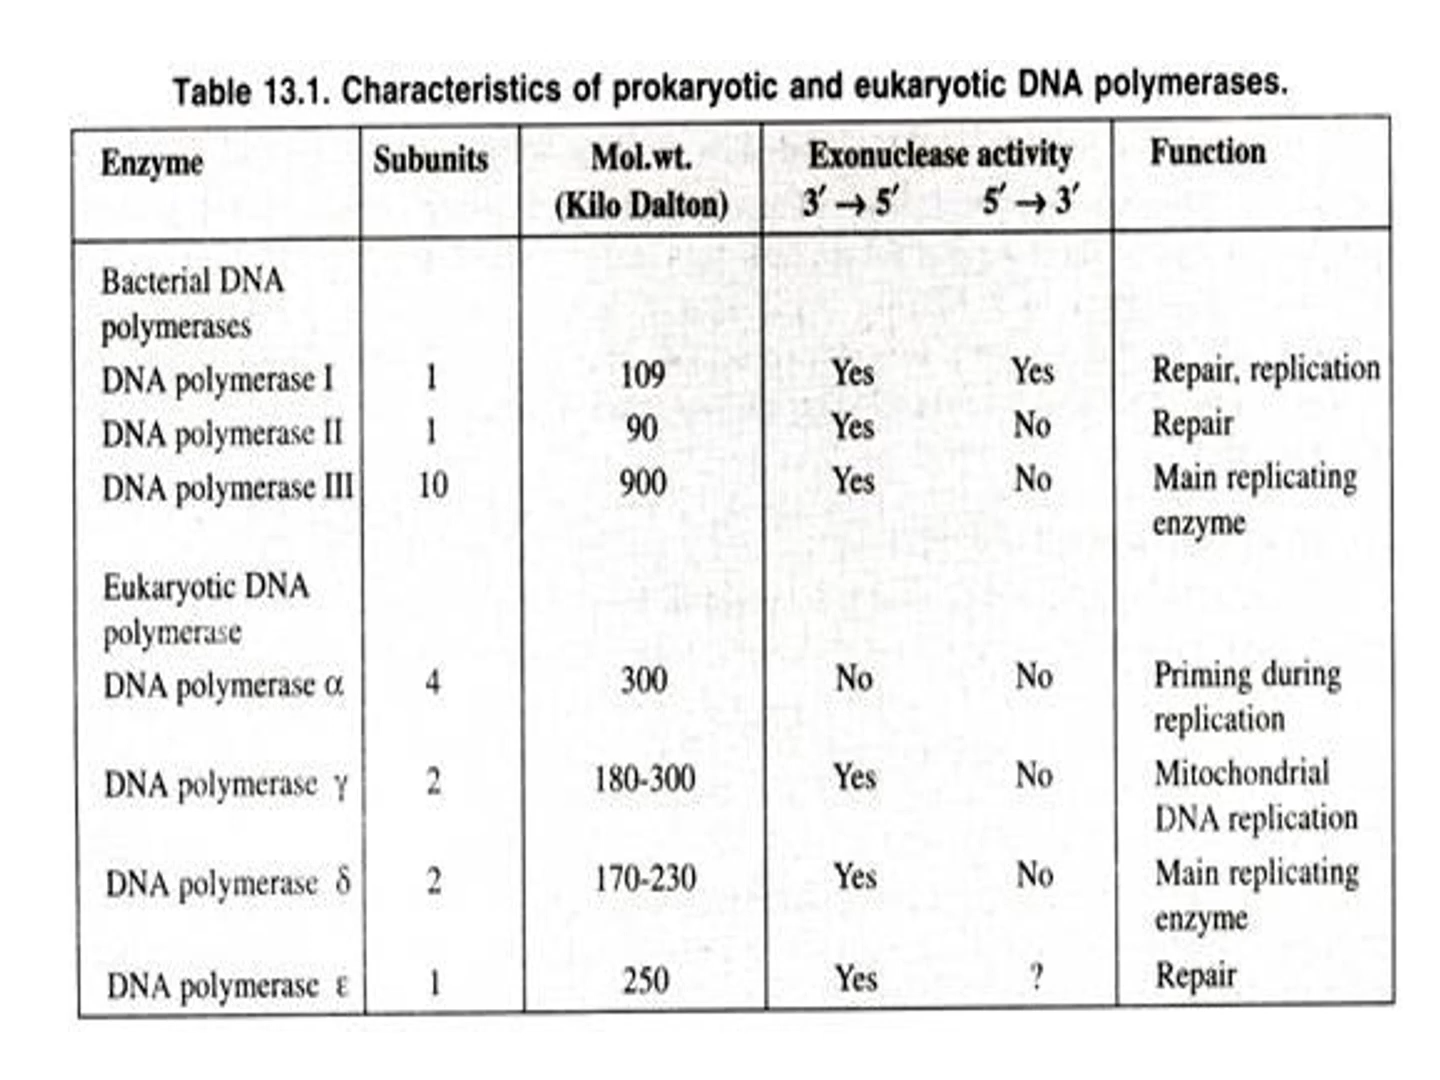 Table 13.1. Characteristics of prokaryotic and eukaryotic DNA polymerases.
Enzyme Subunits Mol.wt. (Kilo Dalton) Exonuclease activity Function
3′ → 5′ 5′ → 3′
Bacterial DNA
polymerases
DNA polymerase I 1 109 Yes Yes Repair, replication
DNA polymerase II 1 90 Yes No Repair
DNA polymerase III 10 900 Yes No Main replicating
enzyme
Eukaryotic DNA
polymerase
DNA polymerase α 4 300 No No Priming during
replication
DNA polymerase γ 2 180-300 Yes No Mitochondrial
DNA replication
DNA polymerase δ 2 170-230 Yes No Main replicating
enzyme
DNA polymerase ε 1 250 Yes ? Repair